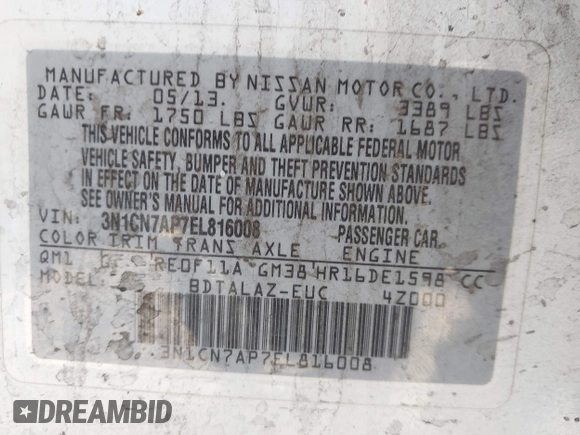 MANUFACTURED BY NISSAN MOTOR CO., LTD.
DATE: 05/13. GVWR: 3389 LBS
GAWR FR: 1750 LBS GAWR RR: 1687 LBS
THIS VEHICLE CONFORMS TO ALL APPLICABLE FEDERAL MOTOR
VEHICLE SAFETY, BUMPER AND THEFT PREVENTION STANDARDS
IN EFFECT ON THE DATE OF MANUFACTURE SHOWN ABOVE.
SEE OWNER'S MANUAL FOR ADDITIONAL INFORMATION.
VIN: 3N1CN7AP7EL816008 PASSENGER CAR.
COLOR TRIM TRANS AXLE ENGINE
QM1 RE0F11A GM38 HR16DE1598 CC
MODEL: BDTALAZ-EUC 4Z000
3N1CN7AP7EL816008
DREAMBID